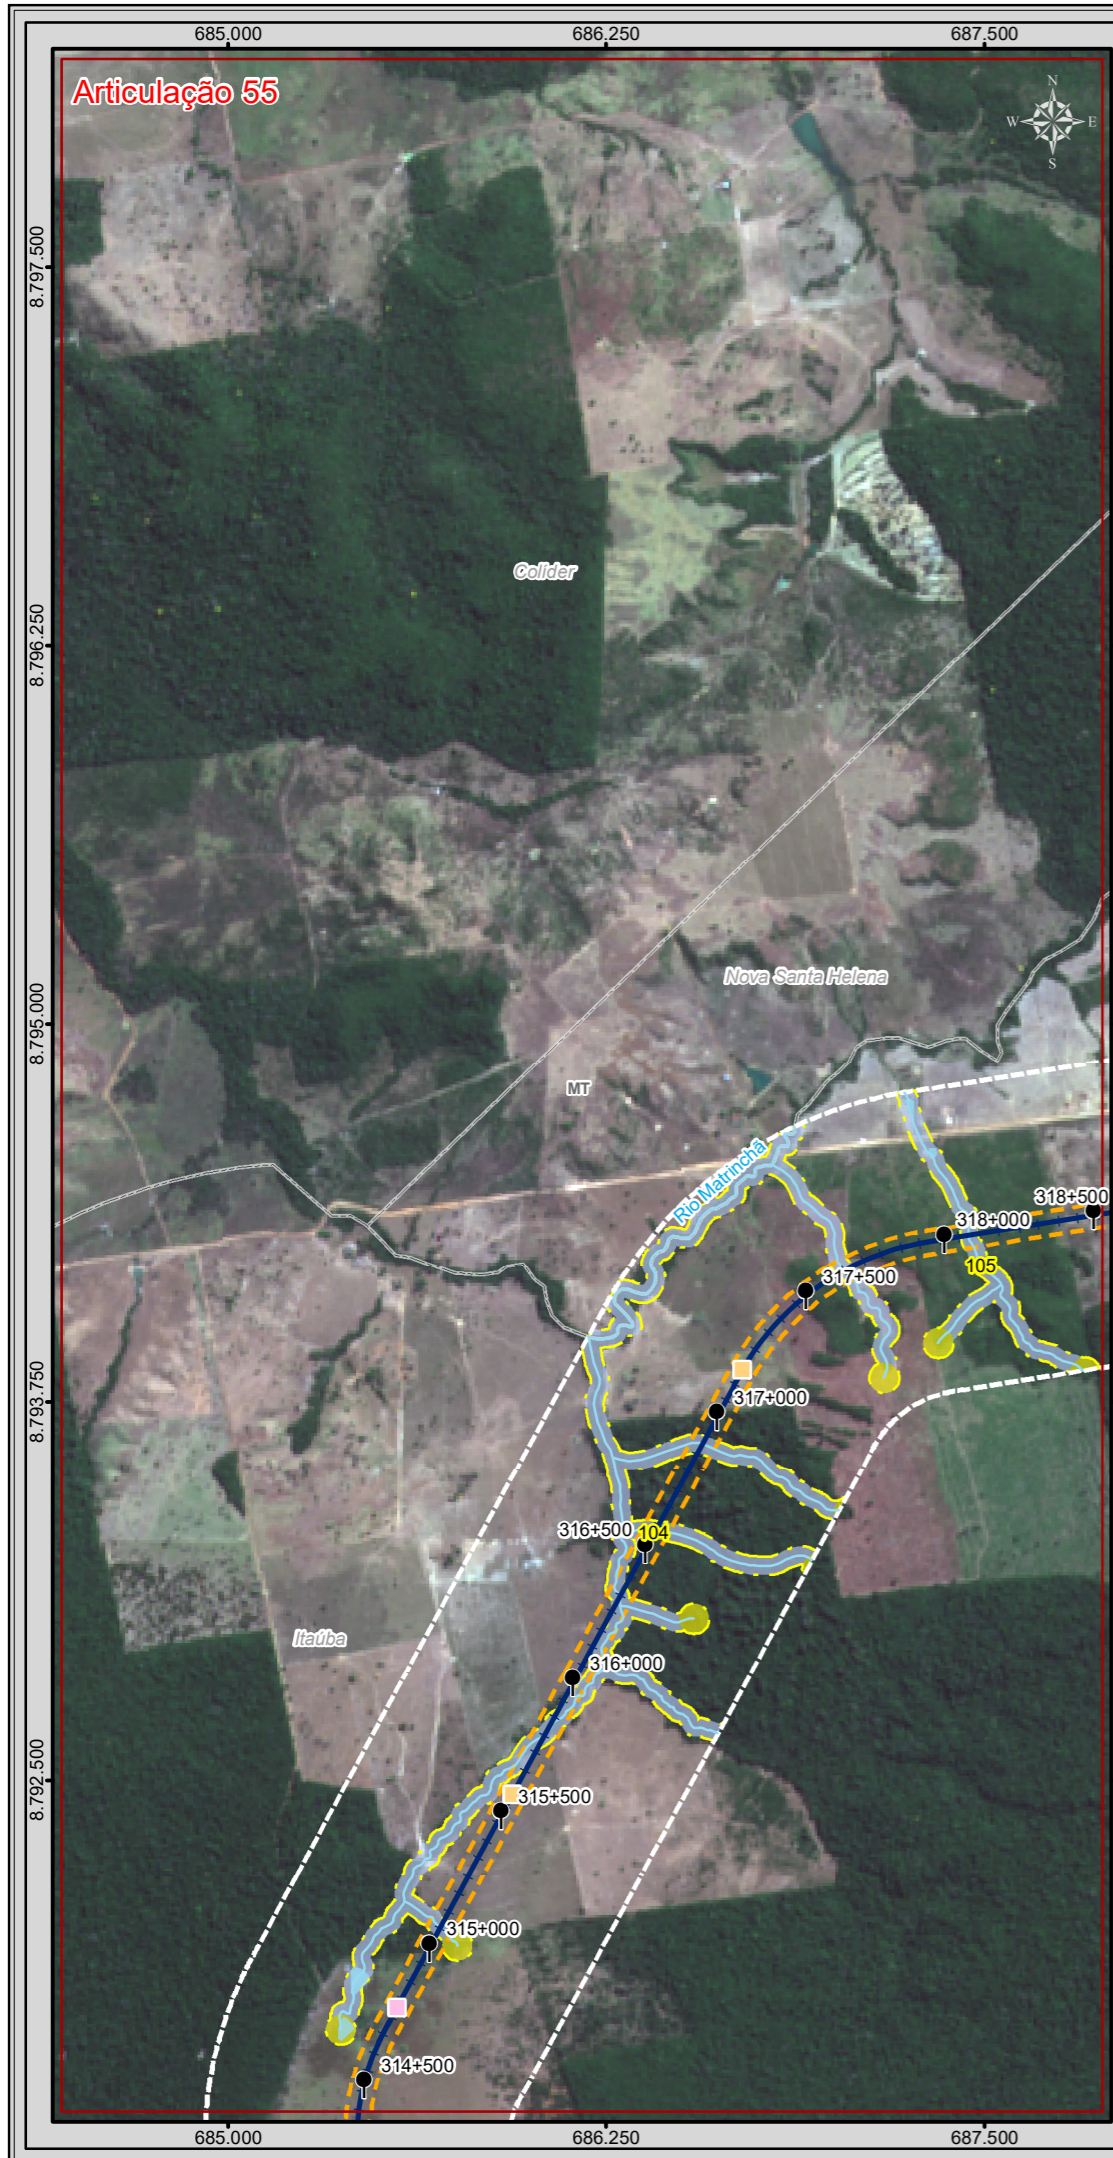 685.000
686.250
687.500
Articulação 55
N
W
E
S
8.797.500
Colíder
8.796.250
Nova Santa Helena
8.795.000
MT
Rio Matrinchã
318+500
318+000
105
317+500
8.793.750
317+000
316+500
104
Itaúba
316+000
8.792.500
315+500
315+000
314+500
685.000
686.250
687.500